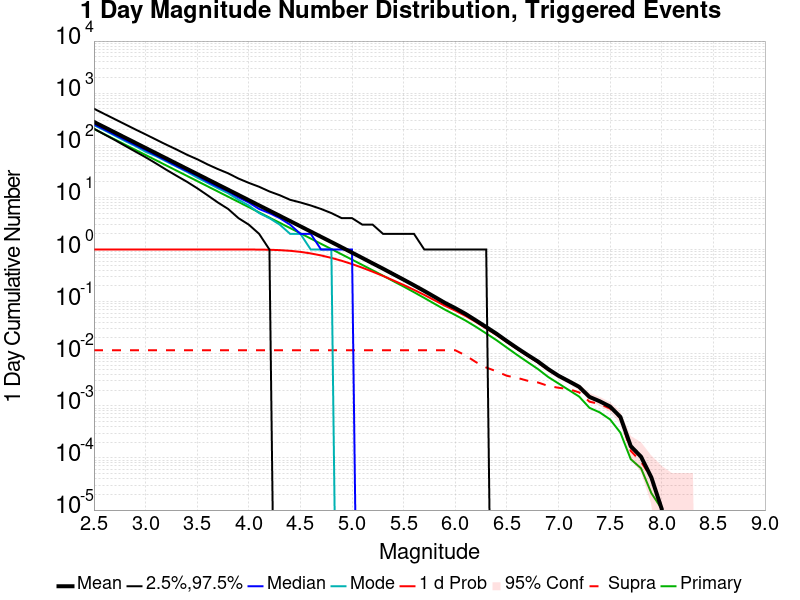 1 Day Magnitude Number Distribution, Triggered Events
1 Day Cumulative Number
10^4
10^3
10^2
10^1
10^0
10^-1
10^-2
10^-3
10^-4
10^-5
2.5 3.0 3.5 4.0 4.5 5.0 5.5 6.0 6.5 7.0 7.5 8.0 8.5 9.0
Magnitude
Mean 2.5%,97.5% Median Mode 1 d Prob 95% Conf Supra Primary